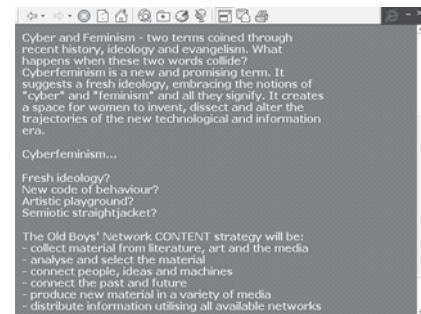 Cyber and Feminism - two terms coined through
recent history, ideology and evangelism. What
happens when these two words collide?
Cyberfeminism is a new and promising term. It
suggests a fresh ideology, embracing the notions of
"cyber" and "feminism" and all they signify. It creates
a space for women to invent, dissect and alter the
trajectories of the new technological and information
era.

Cyberfeminism...

Fresh ideology?
New code of behaviour?
Artistic playground?
Semiotic straightjacket?

The Old Boys' Network CONTENT strategy will be:
- collect material from literature, art and the media
- analyse and select the material
- connect people, ideas and machines
- connect the past and future
- produce new material in a variety of media
- distribute information utilising all available networks